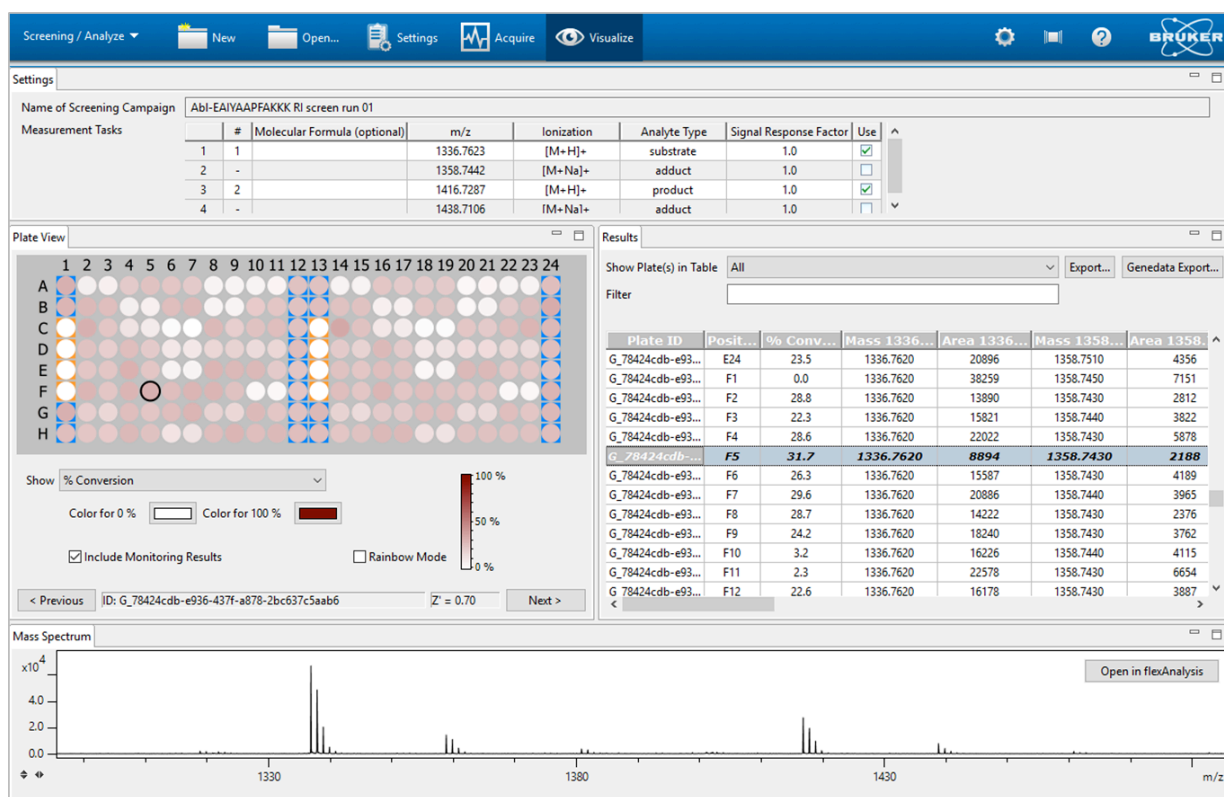 Screening / Analyze New Open... Settings Acquire Visualize BRUKER
Settings
Name of Screening Campaign Abl-EAIYAAPFAKKK RI screen run 01
Measurement Tasks
# Molecular Formula (optional) m/z Ionization Analyte Type Signal Response Factor Use
1 1 1336.7623 [M+H]+ substrate 1.0
2 - 1358.7442 [M+Na]+ adduct 1.0
3 2 1416.7287 [M+H]+ product 1.0
4 - 1438.7106 [M+Na]+ adduct 1.0
Plate View
1 2 3 4 5 6 7 8 9 10 11 12 13 14 15 16 17 18 19 20 21 22 23 24
A
B
C
D
E
F
G
H
Show % Conversion
Color for 0 % Color for 100 %
100 %
50 %
0 %
Include Monitoring Results Rainbow Mode
< Previous ID: G_78424cdb-e936-437f-a878-2bc637c5aab6 Z' = 0.70 Next >
Results
Show Plate(s) in Table All Export... Genedata Export...
Filter
Plate ID Posit... % Conv... Mass 1336... Area 1336... Mass 1358... Area 1358.
G_78424cdb-e93... E24 23.5 1336.7620 20896 1358.7510 4356
G_78424cdb-e93... F1 0.0 1336.7620 38259 1358.7450 7151
G_78424cdb-e93... F2 28.8 1336.7620 13890 1358.7430 2812
G_78424cdb-e93... F3 22.3 1336.7620 15821 1358.7440 3822
G_78424cdb-e93... F4 28.6 1336.7620 22022 1358.7430 5878
G_78424cdb-... F5 31.7 1336.7620 8894 1358.7430 2188
G_78424cdb-e93... F6 26.3 1336.7620 15587 1358.7430 4189
G_78424cdb-e93... F7 29.6 1336.7620 20886 1358.7440 3965
G_78424cdb-e93... F8 28.7 1336.7620 14222 1358.7430 2376
G_78424cdb-e93... F9 24.2 1336.7620 18240 1358.7430 3762
G_78424cdb-e93... F10 3.2 1336.7620 16226 1358.7440 4115
G_78424cdb-e93... F11 2.3 1336.7620 22578 1358.7430 6654
G_78424cdb-e93... F12 22.6 1336.7620 16178 1358.7430 3887
Mass Spectrum
x10^4
Open in flexAnalysis
4.0
2.0
0.0
1330 1380 1430 m/z